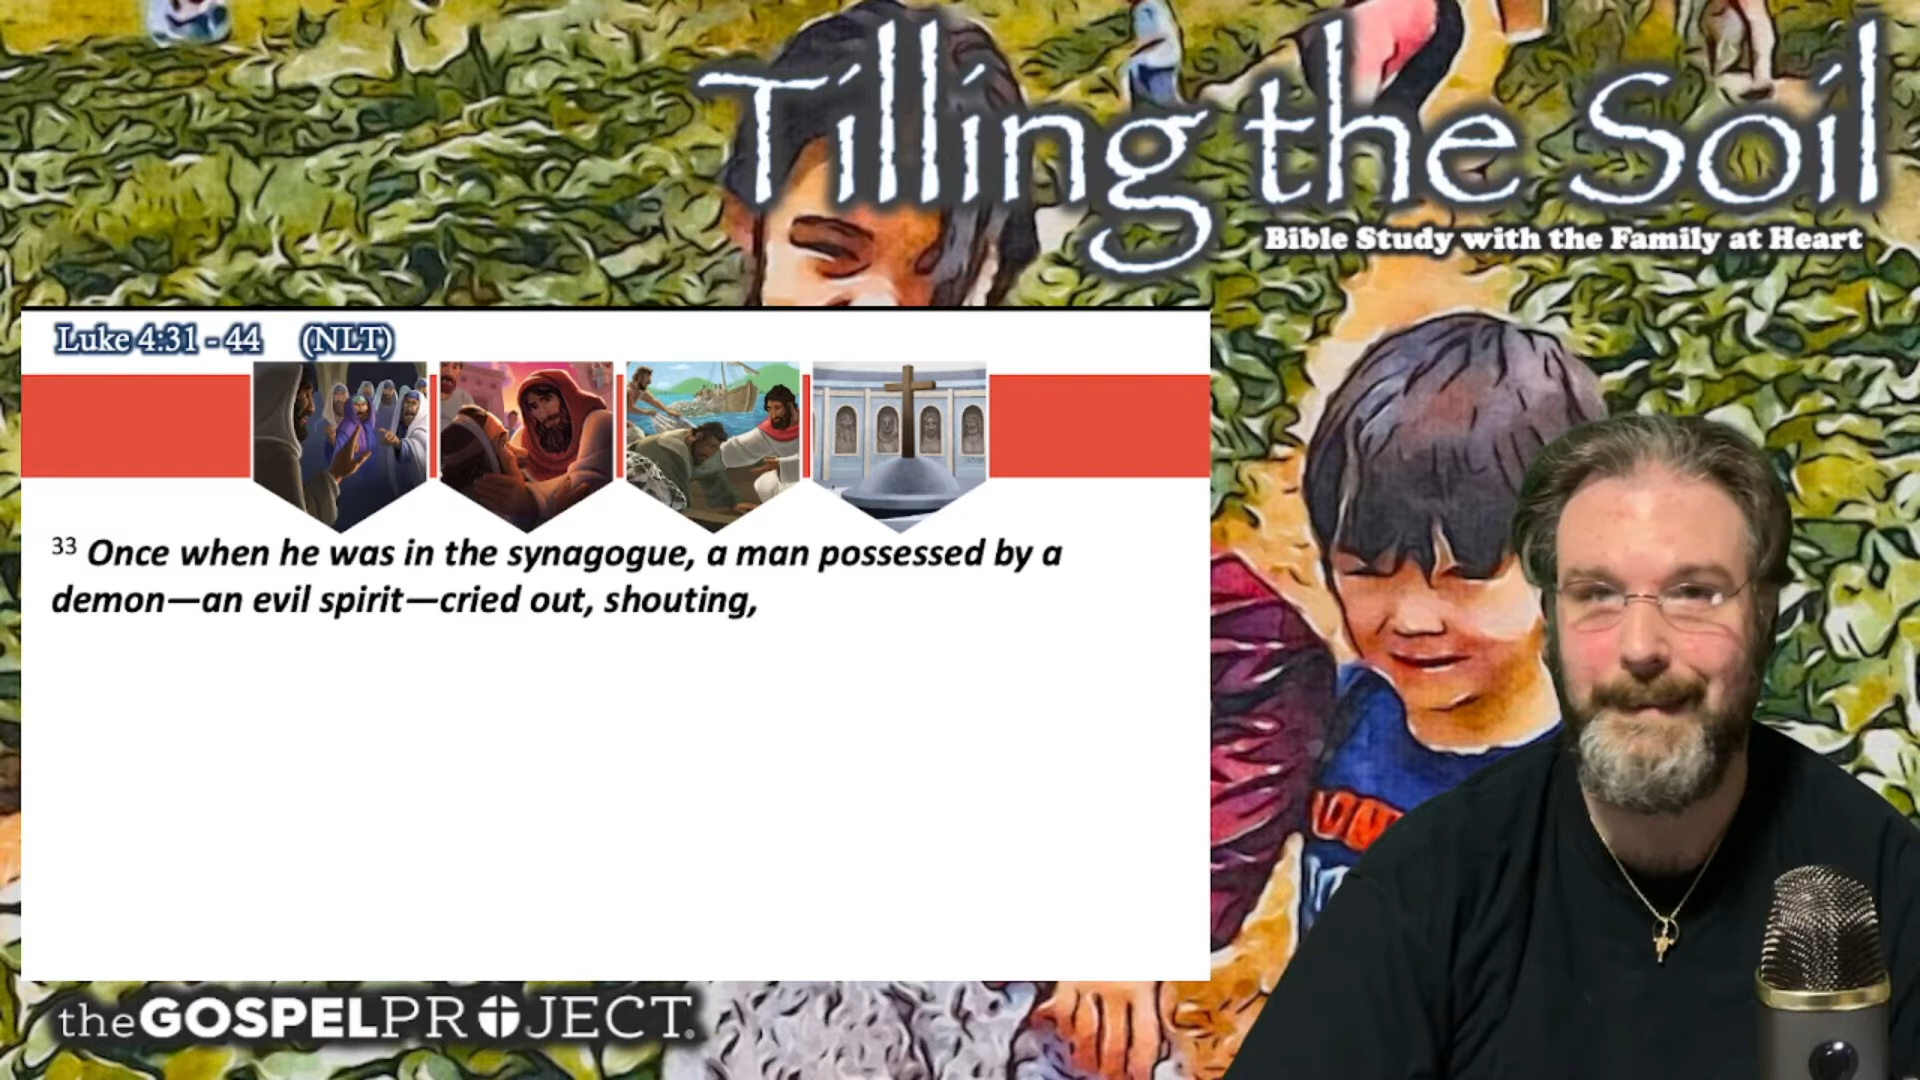 Tilling the Soil
Bible Study with the Family at Heart
Luke 4:31 - 44 (NLT)
33 Once when he was in the synagogue, a man possessed by a
demon—an evil spirit—cried out, shouting,
theGOSPELPROJECT.